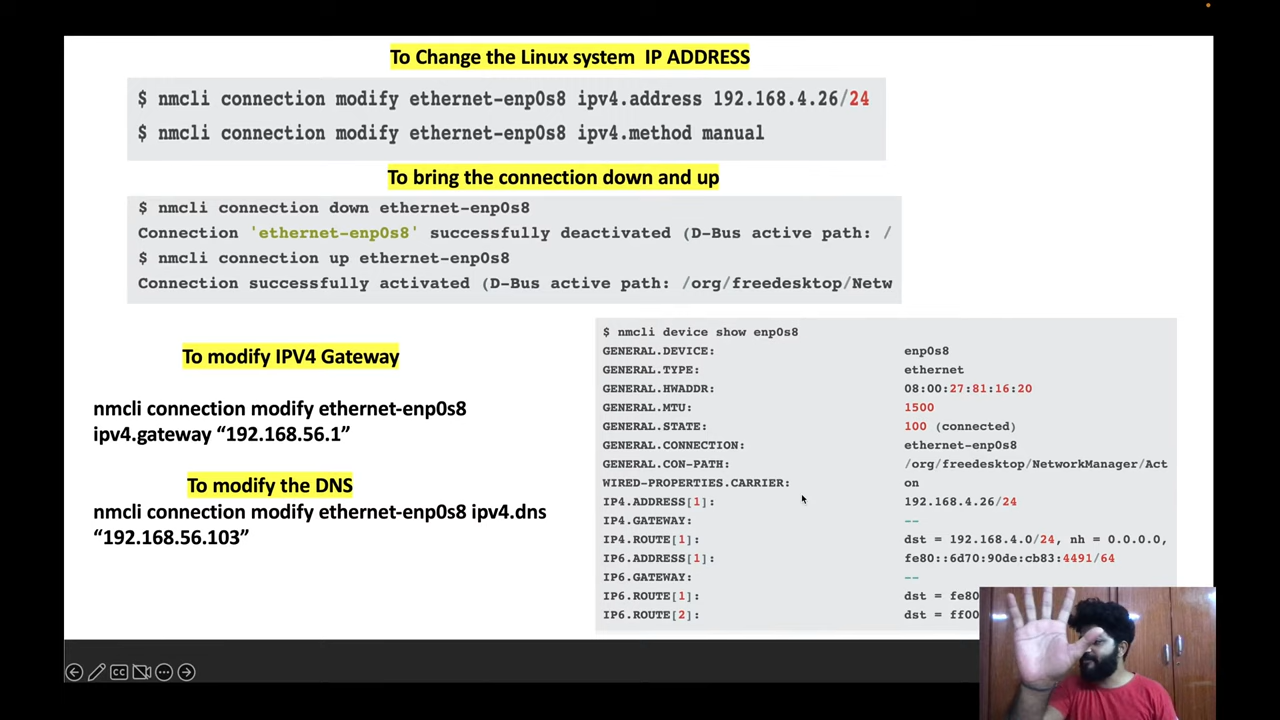 To Change the Linux system IP ADDRESS
$ nmcli connection modify ethernet-enp0s8 ipv4.address 192.168.4.26/24
$ nmcli connection modify ethernet-enp0s8 ipv4.method manual
To bring the connection down and up
$ nmcli connection down ethernet-enp0s8
Connection 'ethernet-enp0s8' successfully deactivated (D-Bus active path: /
$ nmcli connection up ethernet-enp0s8
Connection successfully activated (D-Bus active path: /org/freedesktop/Netw
To modify IPV4 Gateway
nmcli connection modify ethernet-enp0s8
ipv4.gateway “192.168.56.1”
To modify the DNS
nmcli connection modify ethernet-enp0s8 ipv4.dns
“192.168.56.103”
$ nmcli device show enp0s8
GENERAL.DEVICE: enp0s8
GENERAL.TYPE: ethernet
GENERAL.HWADDR: 08:00:27:81:16:20
GENERAL.MTU: 1500
GENERAL.STATE: 100 (connected)
GENERAL.CONNECTION: ethernet-enp0s8
GENERAL.CON-PATH: /org/freedesktop/NetworkManager/Act
WIRED-PROPERTIES.CARRIER: on
IP4.ADDRESS[1]: 192.168.4.26/24
IP4.GATEWAY: --
IP4.ROUTE[1]: dst = 192.168.4.0/24, nh = 0.0.0.0,
IP6.ADDRESS[1]: fe80::6d70:90de:cb83:4491/64
IP6.GATEWAY: --
IP6.ROUTE[1]: dst = fe80
IP6.ROUTE[2]: dst = ff00
CC